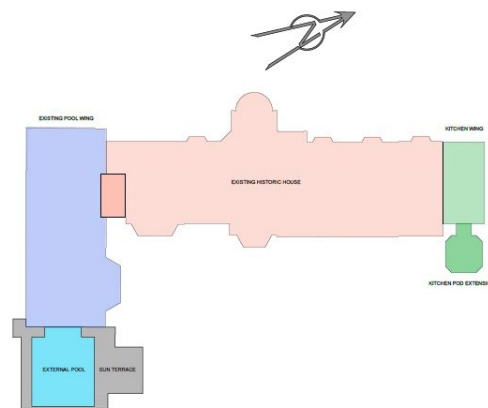 EXISTING POOL WING
KITCHEN WING
EXISTING HISTORIC HOUSE
KITCHEN POD EXTENSI
EXTERNAL POOL
SUN TERRACE